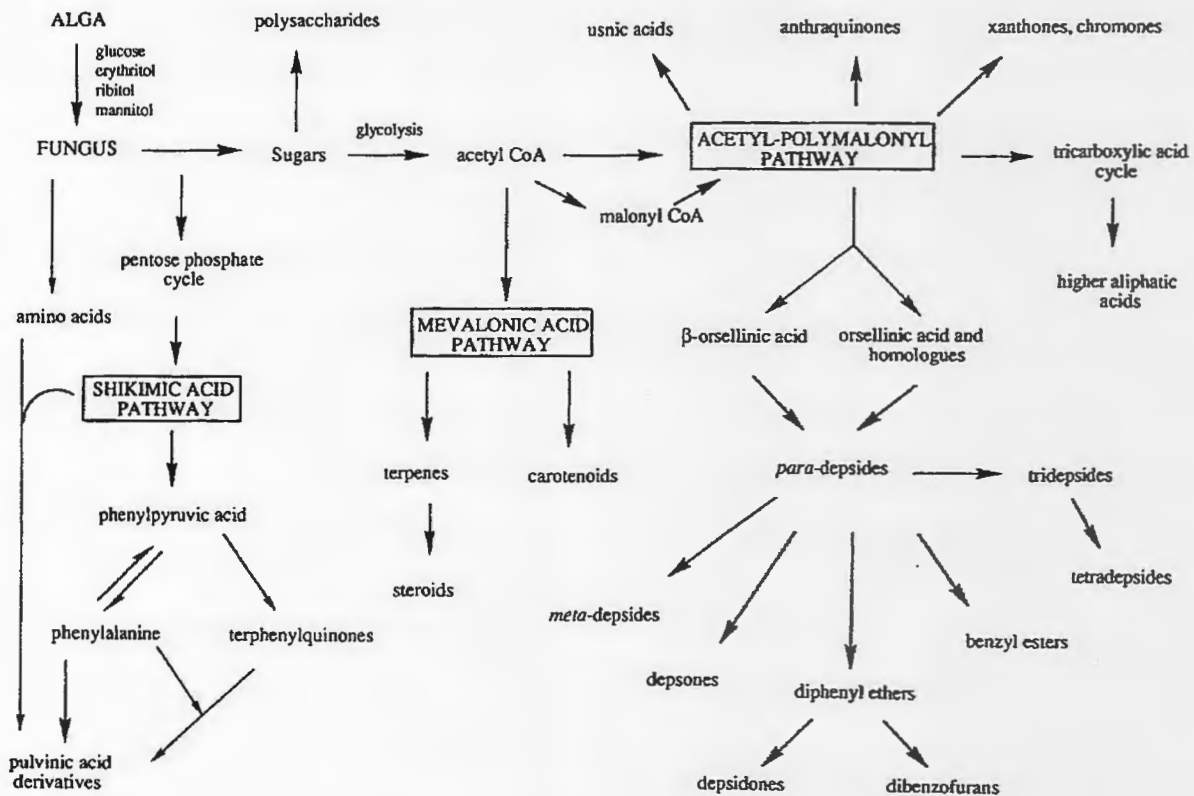 ALGA
glucose
erythritol
ribitol
mannitol
FUNGUS
polysaccharides
Sugars
glycolysis
acetyl CoA
malonyl CoA
usnic acids
anthraquinones
xanthones, chromones
ACETYL-POLYMALONYL
PATHWAY
tricarboxylic acid
cycle
higher aliphatic
acids
pentose phosphate
cycle
amino acids
SHIKIMIC ACID
PATHWAY
MEVALONIC ACID
PATHWAY
β-orsellinic acid
orsellinic acid and
homologues
terpenes
carotenoids
steroids
para-depsides
tridepsides
tetradepsides
phenylpyruvic acid
phenylalanine
terphenylquinones
pulvinic acid
derivatives
meta-depsides
depsones
diphenyl ethers
benzyl esters
depsidones
dibenzofurans